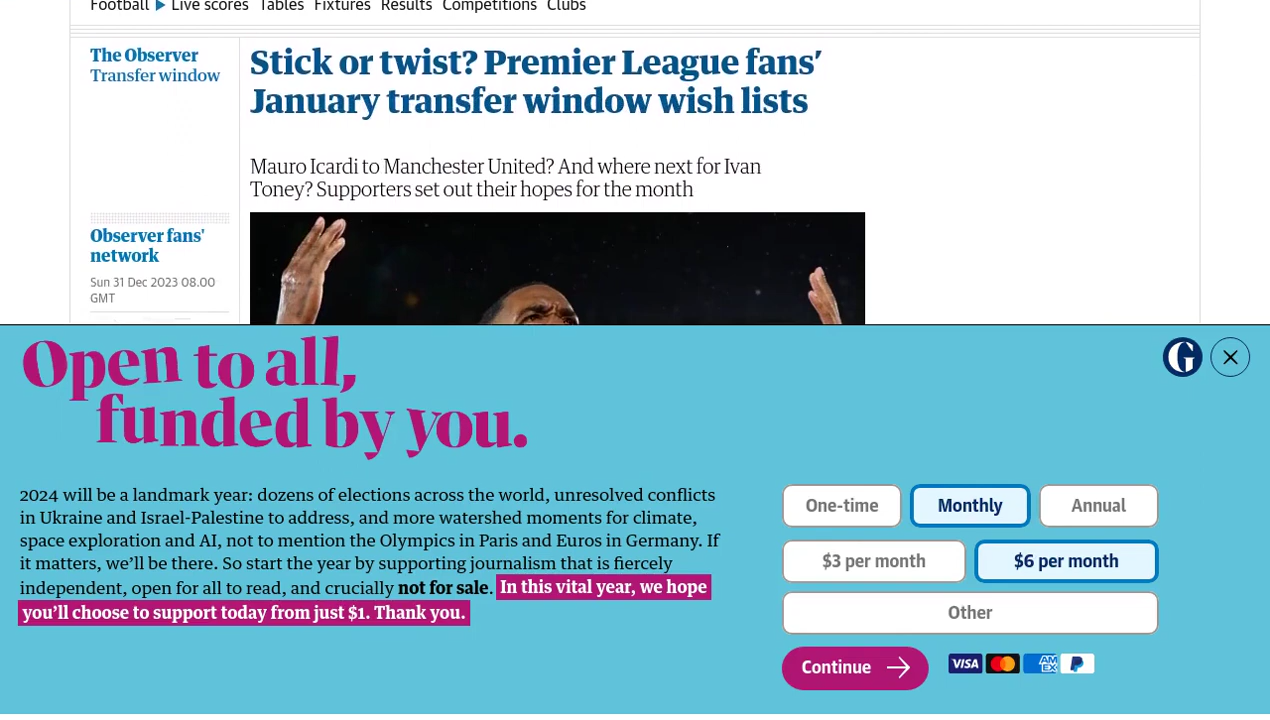 Football Live scores Tables Fixtures Results Competitions Clubs
The Observer
Transfer window
Stick or twist? Premier League fans’
January transfer window wish lists
Mauro Icardi to Manchester United? And where next for Ivan
Toney? Supporters set out their hopes for the month
Observer fans'
network
Sun 31 Dec 2023 08.00
GMT
Open to all,
funded by you.
G
2024 will be a landmark year: dozens of elections across the world, unresolved conflicts
in Ukraine and Israel-Palestine to address, and more watershed moments for climate,
space exploration and AI, not to mention the Olympics in Paris and Euros in Germany. If
it matters, we’ll be there. So start the year by supporting journalism that is fiercely
independent, open for all to read, and crucially not for sale. In this vital year, we hope
you’ll choose to support today from just $1. Thank you.
One-time Monthly Annual
$3 per month $6 per month
Other
Continue
VISA
AM
EX